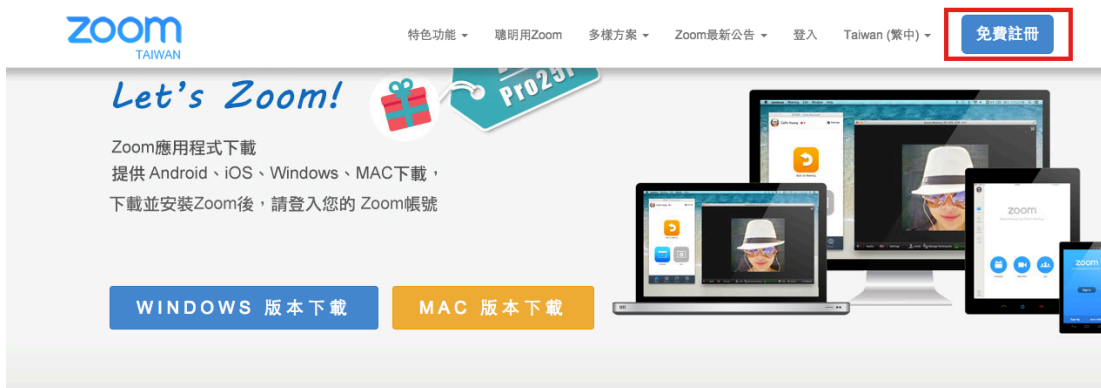 zoom
TAIWAN
特色功能
聰明用Zoom
多樣方案
Zoom最新公告
登入
Taiwan (繁中)
免費註冊
Let's Zoom!
Pro25
Zoom應用程式下載
提供 Android、iOS、Windows、MAC下載，
下載並安裝Zoom後，請登入您的 Zoom帳號
WINDOWS 版本下載
MAC 版本下載
zoom
zoom